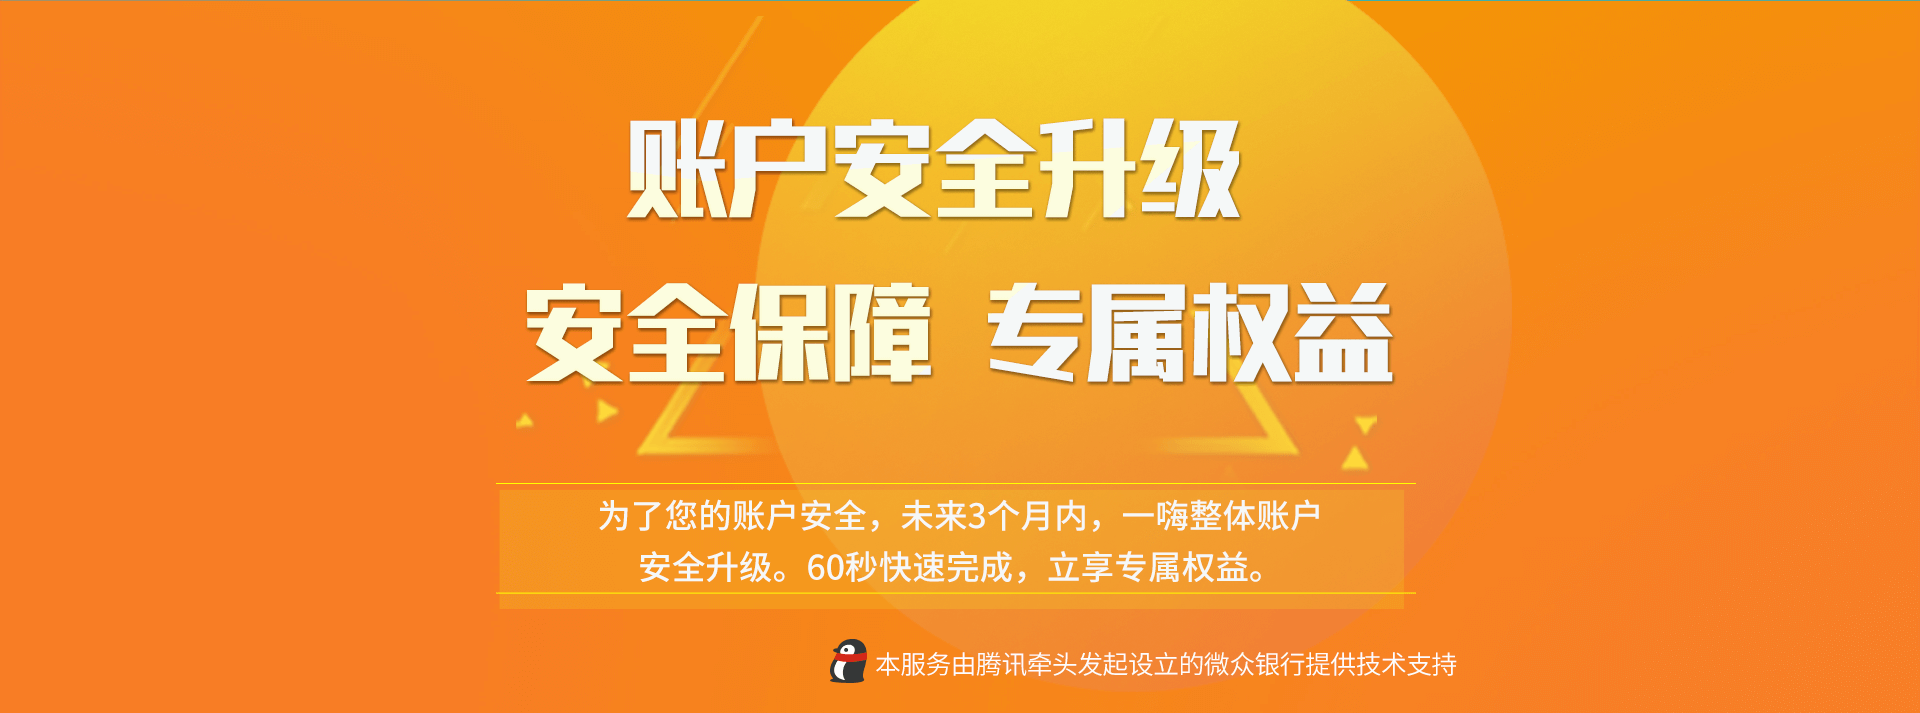 账户安全升级
安全保障 专属权益
为了您的账户安全，未来3个月内，一嗨整体账户
安全升级。60秒快速完成，立享专属权益。
本服务由腾讯牵头发起设立的微众银行提供技术支持